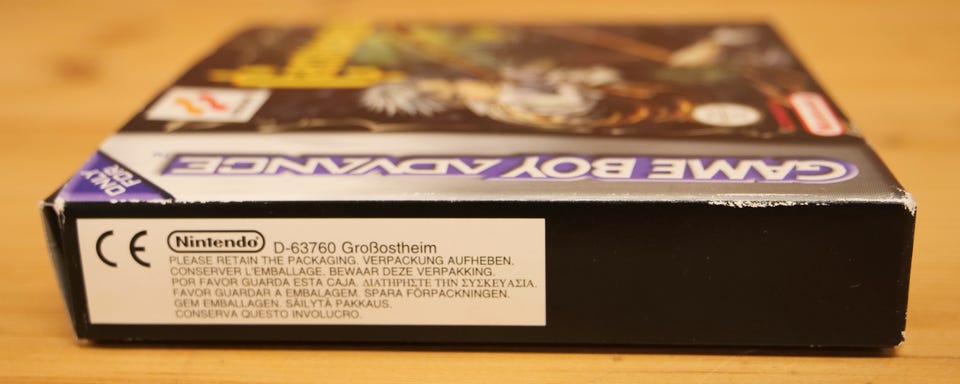 GAME BOY ADVANCE
™
ONLY
FOR
Nintendo
CE
Nintendo® D-63760 Großostheim
PLEASE RETAIN THE PACKAGING. VERPACKUNG AUFHEBEN.
CONSERVER L'EMBALLAGE. BEWAAR DEZE VERPAKKING.
POR FAVOR GUARDA ESTA CAJA. ΔΙΑΤΗΡΗΣΤΕ ΤΗΝ ΣΥΣΚΕΥΑΣΙΑ.
FAVOR GUARDAR A EMBALAGEM. SPARA FÖRPACKNINGEN.
GEM EMBALLAGEN. SÄILYTÄ PAKKAUS.
CONSERVA QUESTO INVOLUCRO.